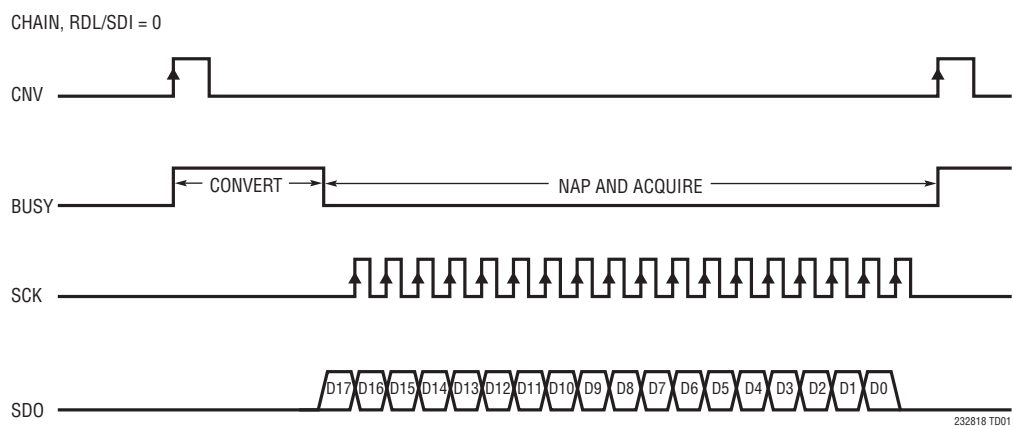 CHAIN, RDL/SDI = 0
CNV
CONVERT
NAP AND ACQUIRE
BUSY
SCK
D17 D16 D15 D14 D13 D12 D11 D10 D9 D8 D7 D6 D5 D4 D3 D2 D1 D0
SDO
232818 TD01